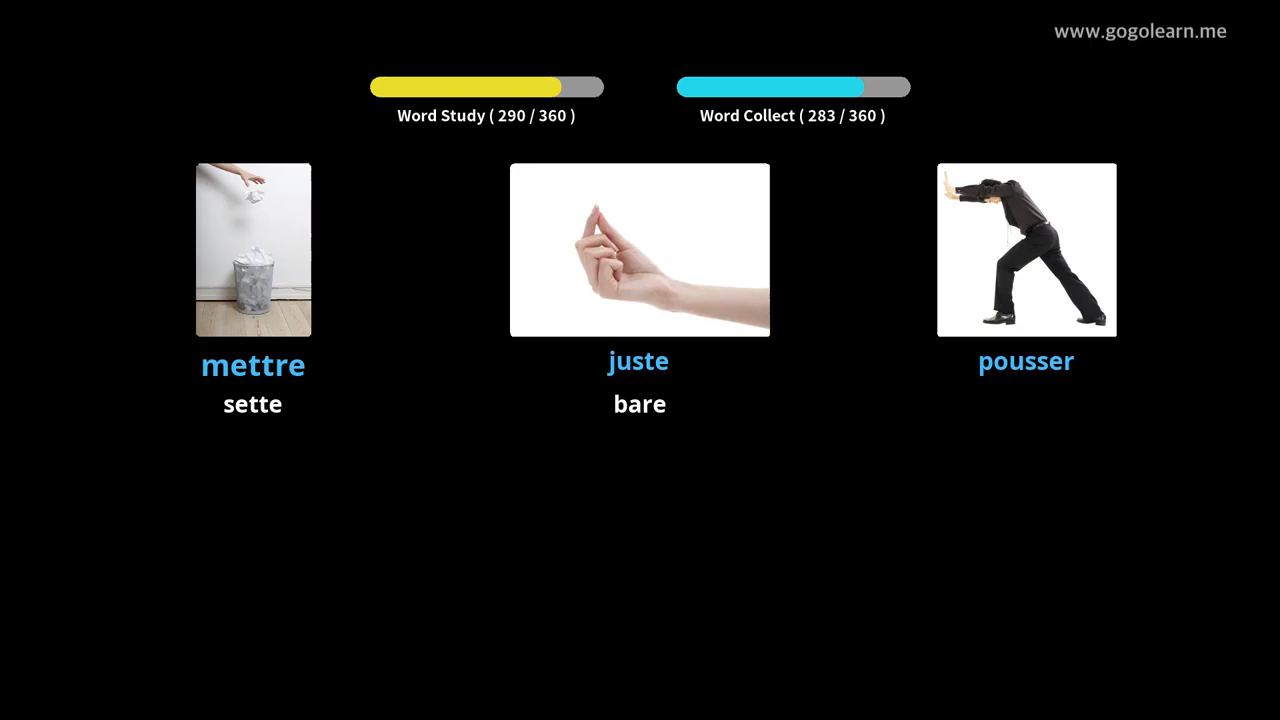 www.gogolearn.me
Word Study ( 290 / 360 )
Word Collect ( 283 / 360 )
mettre
juste
pousser
sette
bare